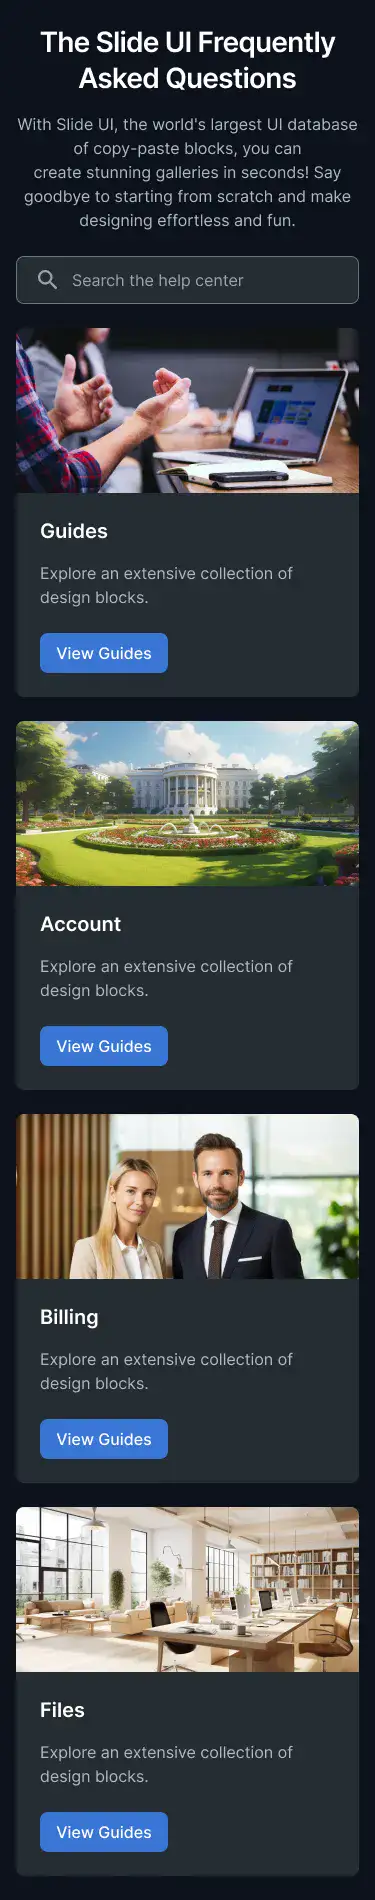 The Slide UI Frequently
Asked Questions
With Slide UI, the world's largest UI database
of copy-paste blocks, you can
create stunning galleries in seconds! Say
goodbye to starting from scratch and make
designing effortless and fun.
Search the help center
Guides
Explore an extensive collection of
design blocks.
View Guides
Account
Explore an extensive collection of
design blocks.
View Guides
Billing
Explore an extensive collection of
design blocks.
View Guides
Files
Explore an extensive collection of
design blocks.
View Guides